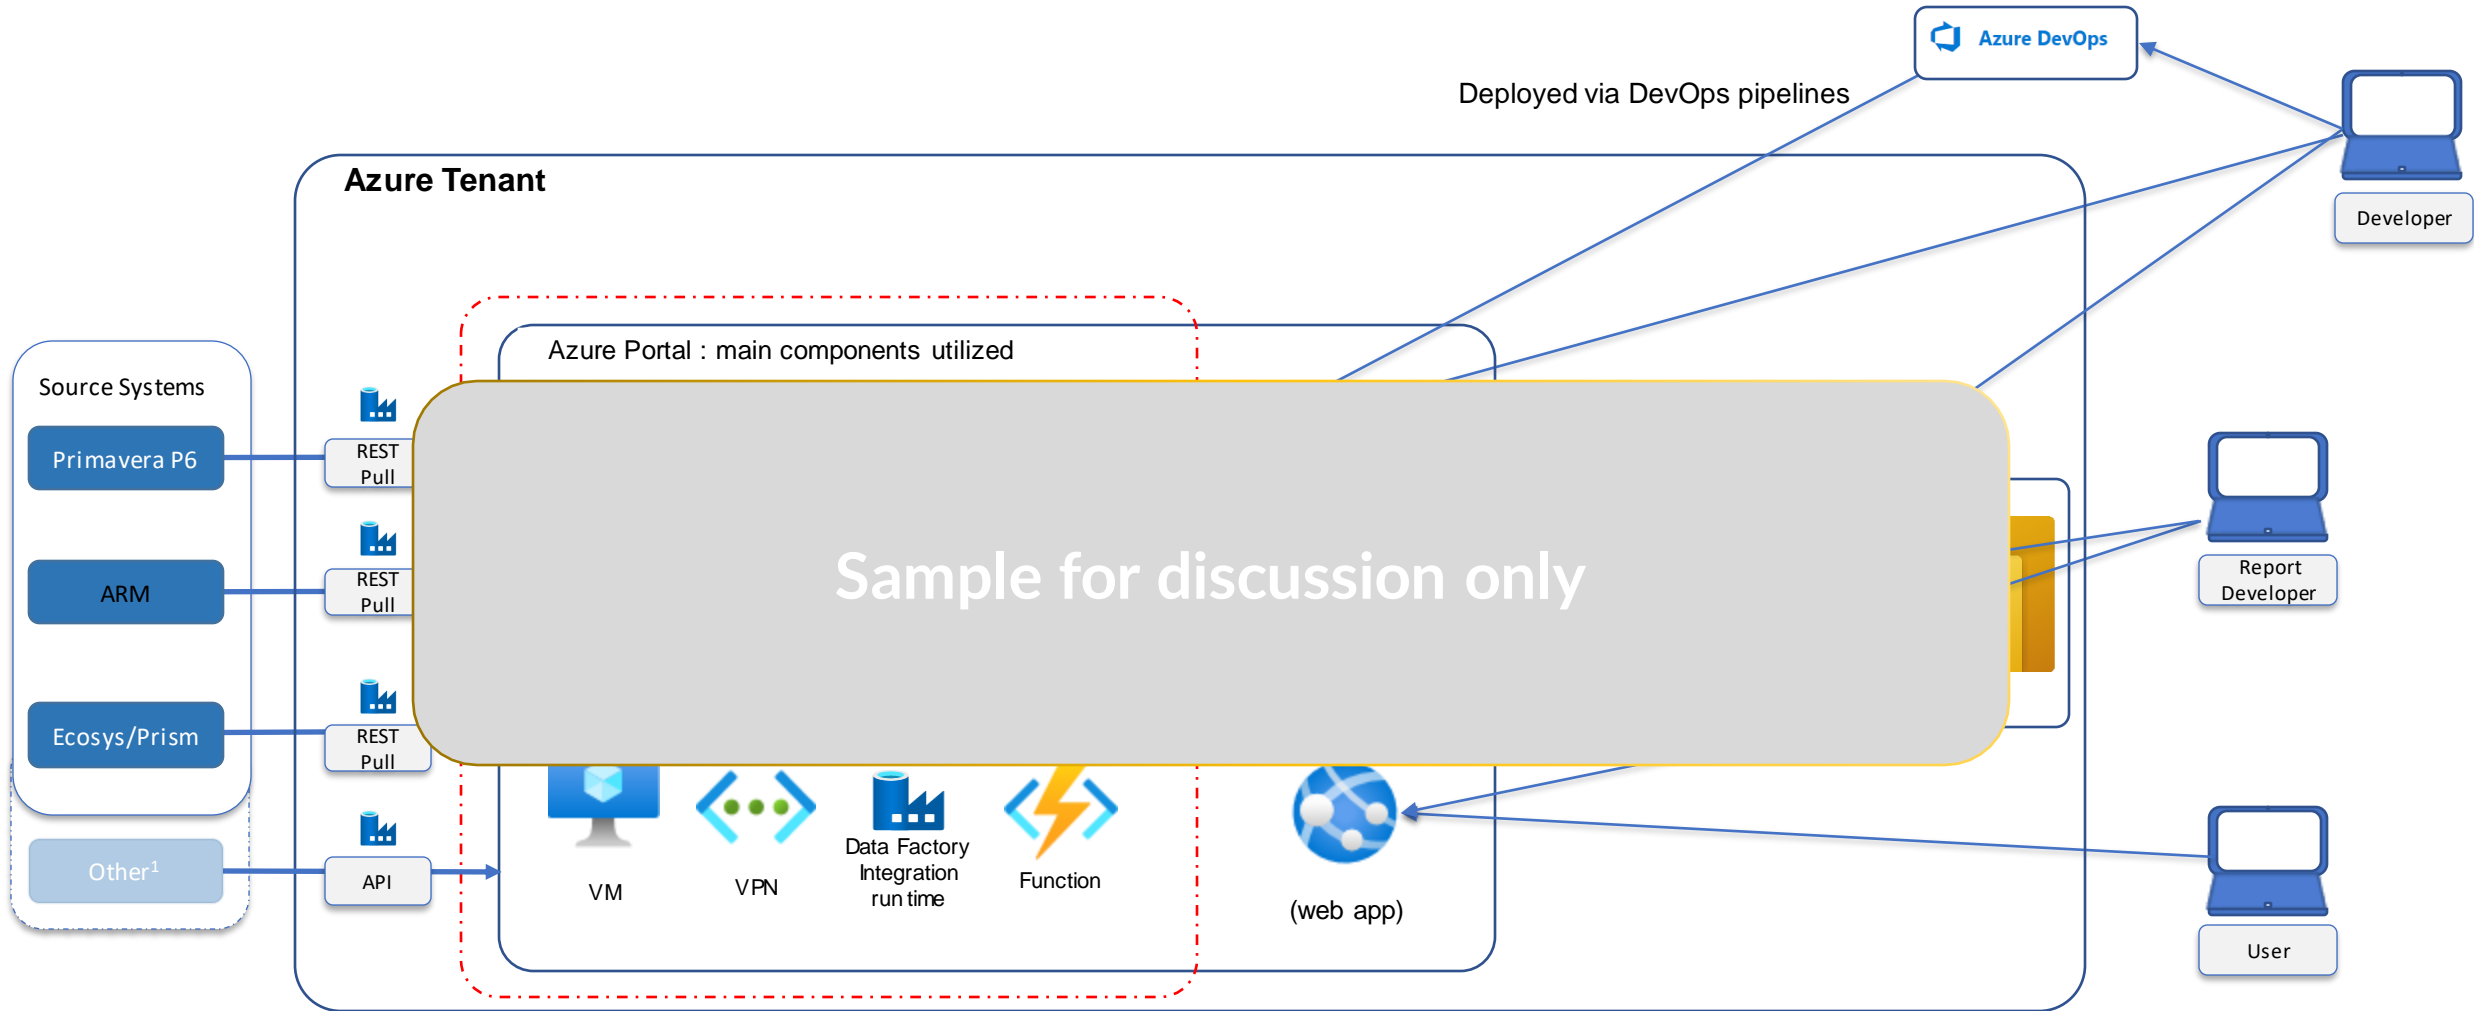 Azure DevOps
Deployed via DevOps pipelines
Azure Tenant
Developer
Azure Portal : main components utilized
Source Systems
Primavera P6
REST
Pull
ARM
REST
Pull
Sample for discussion only
Report
Developer
Ecosys/Prism
REST
Pull
Other¹
API
VM
VPN
Data Factory
Integration
run time
Function
(web app)
User